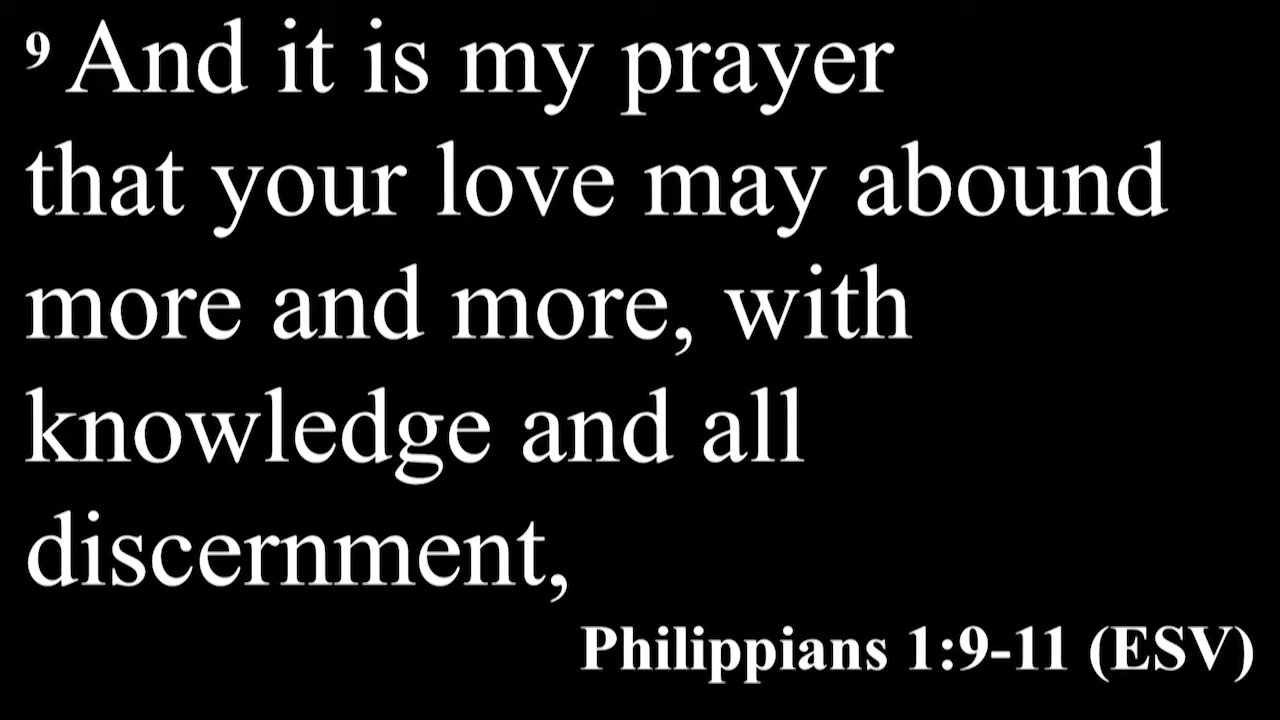 9 And it is my prayer
that your love may abound
more and more, with
knowledge and all
discernment,
Philippians 1:9-11 (ESV)